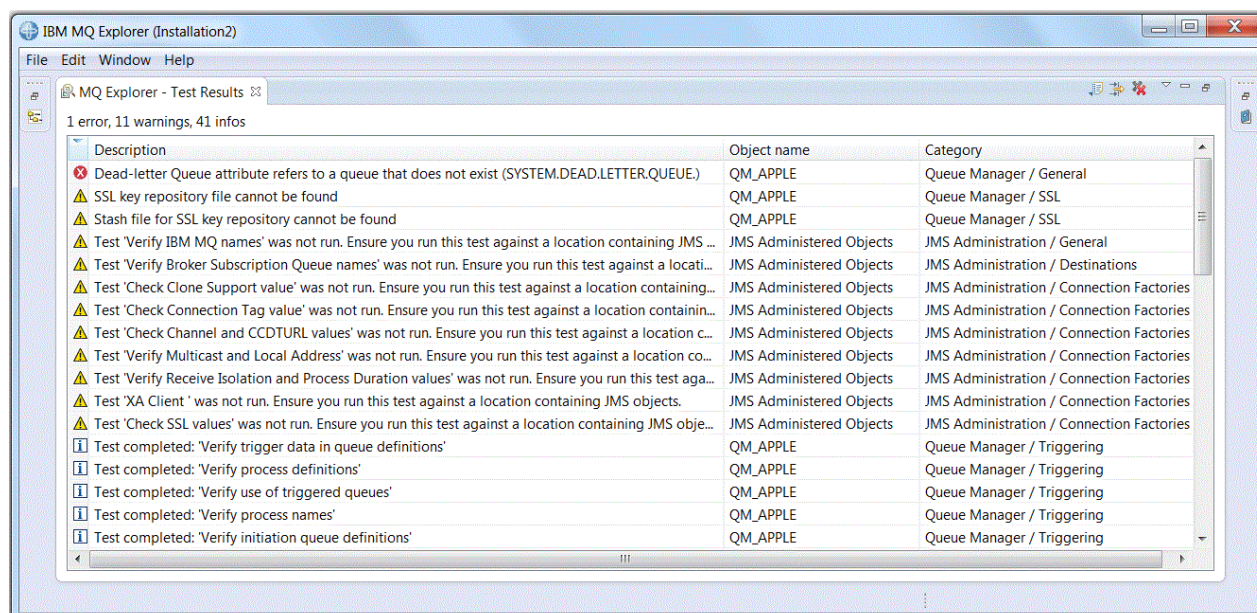 IBM MQ Explorer (Installation2)
File Edit Window Help
MQ Explorer - Test Results
1 error, 11 warnings, 41 infos
Description Object name Category
Dead-letter Queue attribute refers to a queue that does not exist (SYSTEM.DEAD.LETTER.QUEUE.) QM_APPLE Queue Manager / General
SSL key repository file cannot be found QM_APPLE Queue Manager / SSL
Stash file for SSL key repository cannot be found QM_APPLE Queue Manager / SSL
Test 'Verify IBM MQ names' was not run. Ensure you run this test against a location containing JMS ... JMS Administered Objects JMS Administration / General
Test 'Verify Broker Subscription Queue names' was not run. Ensure you run this test against a locati... JMS Administered Objects JMS Administration / Destinations
Test 'Check Clone Support value' was not run. Ensure you run this test against a location containing... JMS Administered Objects JMS Administration / Connection Factories
Test 'Check Connection Tag value' was not run. Ensure you run this test against a location containin... JMS Administered Objects JMS Administration / Connection Factories
Test 'Check Channel and CCDTURL values' was not run. Ensure you run this test against a location c... JMS Administered Objects JMS Administration / Connection Factories
Test 'Verify Multicast and Local Address' was not run. Ensure you run this test against a location co... JMS Administered Objects JMS Administration / Connection Factories
Test 'Verify Receive Isolation and Process Duration values' was not run. Ensure you run this test aga... JMS Administered Objects JMS Administration / Connection Factories
Test 'XA Client ' was not run. Ensure you run this test against a location containing JMS objects. JMS Administered Objects JMS Administration / Connection Factories
Test 'Check SSL values' was not run. Ensure you run this test against a location containing JMS obje... JMS Administered Objects JMS Administration / Connection Factories
Test completed: 'Verify trigger data in queue definitions' QM_APPLE Queue Manager / Triggering
Test completed: 'Verify process definitions' QM_APPLE Queue Manager / Triggering
Test completed: 'Verify use of triggered queues' QM_APPLE Queue Manager / Triggering
Test completed: 'Verify process names' QM_APPLE Queue Manager / Triggering
Test completed: 'Verify initiation queue definitions' QM_APPLE Queue Manager / Triggering